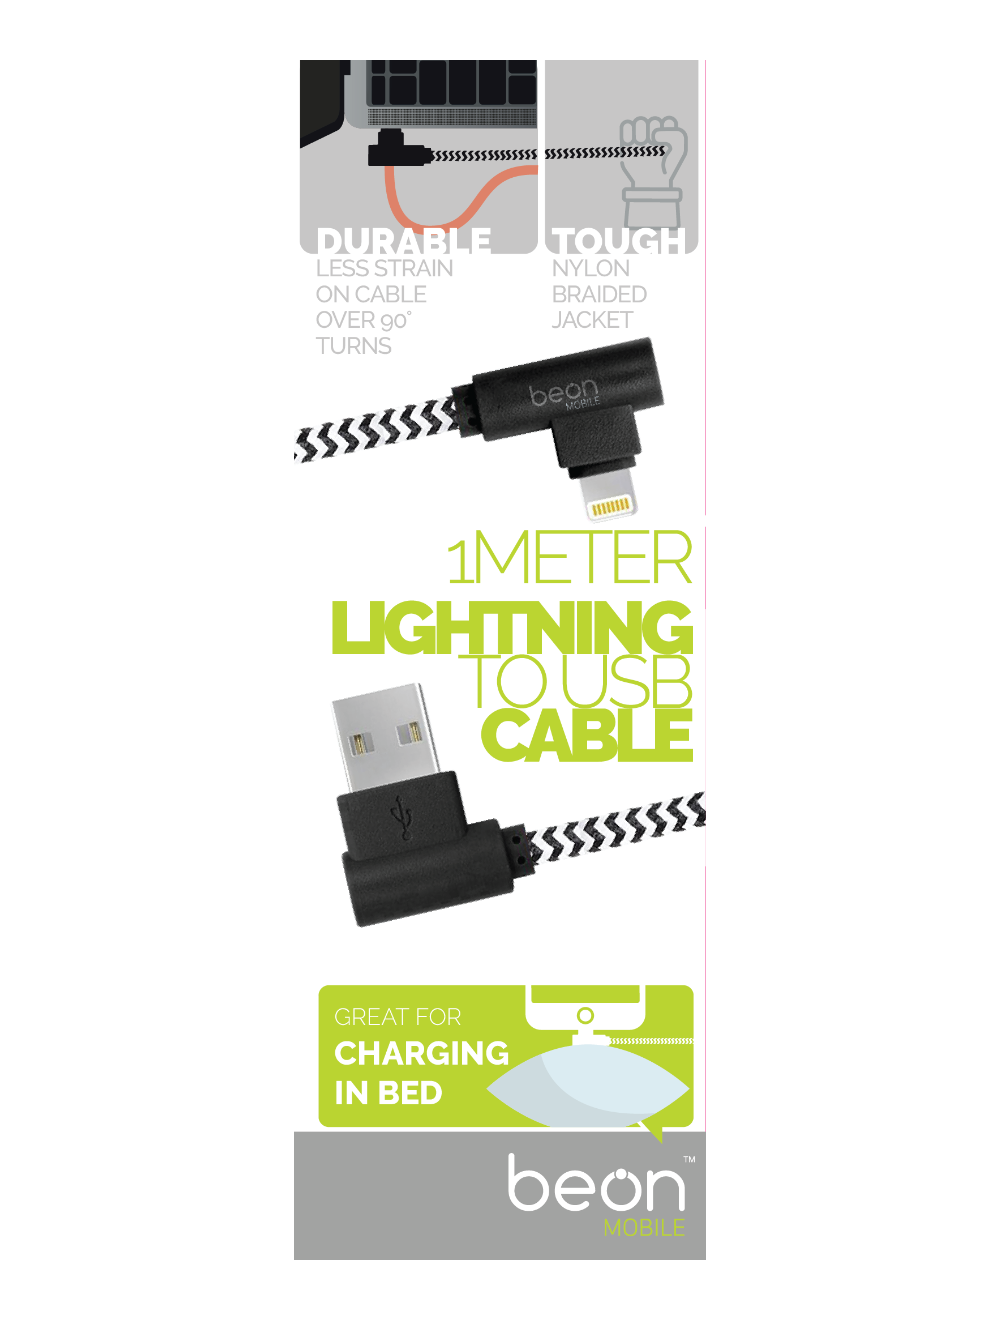 DURABLE
LESS STRAIN
ON CABLE
OVER 90°
TURNS
TOUGH
NYLON
BRAIDED
JACKET
beon
MOBILE
1METER
LIGHTNING
TO USB
CABLE
GREAT FOR
CHARGING
IN BED
beon™
MOBILE